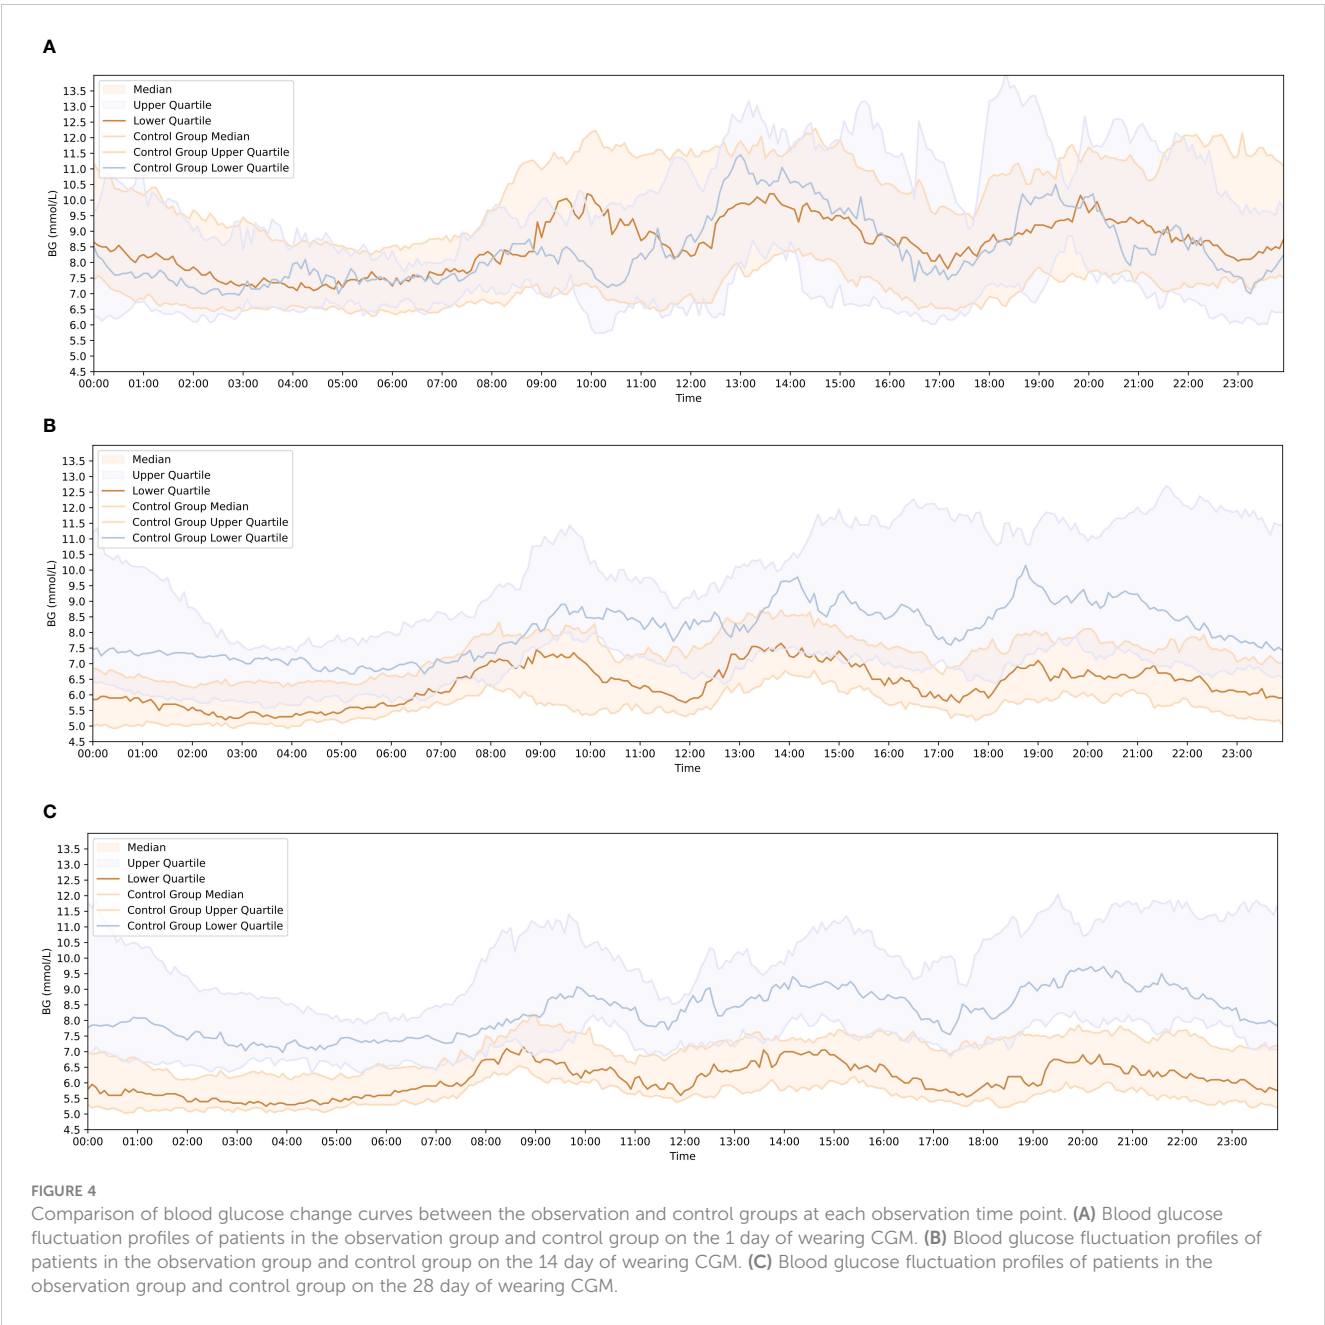 A
13.5
13.0
12.5
12.0
11.5
11.0
10.5
10.0
9.5
9.0
8.5
8.0
7.5
7.0
6.5
6.0
5.5
5.0
4.5
BG (mmol/L)
Median
Upper Quartile
Lower Quartile
Control Group Median
Control Group Upper Quartile
Control Group Lower Quartile
00:00 01:00 02:00 03:00 04:00 05:00 06:00 07:00 08:00 09:00 10:00 11:00 12:00 13:00 14:00 15:00 16:00 17:00 18:00 19:00 20:00 21:00 22:00 23:00
Time
B
13.5
13.0
12.5
12.0
11.5
11.0
10.5
10.0
9.5
9.0
8.5
8.0
7.5
7.0
6.5
6.0
5.5
5.0
4.5
BG (mmol/L)
Median
Upper Quartile
Lower Quartile
Control Group Median
Control Group Upper Quartile
Control Group Lower Quartile
00:00 01:00 02:00 03:00 04:00 05:00 06:00 07:00 08:00 09:00 10:00 11:00 12:00 13:00 14:00 15:00 16:00 17:00 18:00 19:00 20:00 21:00 22:00 23:00
Time
C
13.5
13.0
12.5
12.0
11.5
11.0
10.5
10.0
9.5
9.0
8.5
8.0
7.5
7.0
6.5
6.0
5.5
5.0
4.5
BG (mmol/L)
Median
Upper Quartile
Lower Quartile
Control Group Median
Control Group Upper Quartile
Control Group Lower Quartile
00:00 01:00 02:00 03:00 04:00 05:00 06:00 07:00 08:00 09:00 10:00 11:00 12:00 13:00 14:00 15:00 16:00 17:00 18:00 19:00 20:00 21:00 22:00 23:00
Time
FIGURE 4
Comparison of blood glucose change curves between the observation and control groups at each observation time point. (A) Blood glucose
fluctuation profiles of patients in the observation group and control group on the 1 day of wearing CGM. (B) Blood glucose fluctuation profiles of
patients in the observation group and control group on the 14 day of wearing CGM. (C) Blood glucose fluctuation profiles of patients in the
observation group and control group on the 28 day of wearing CGM.